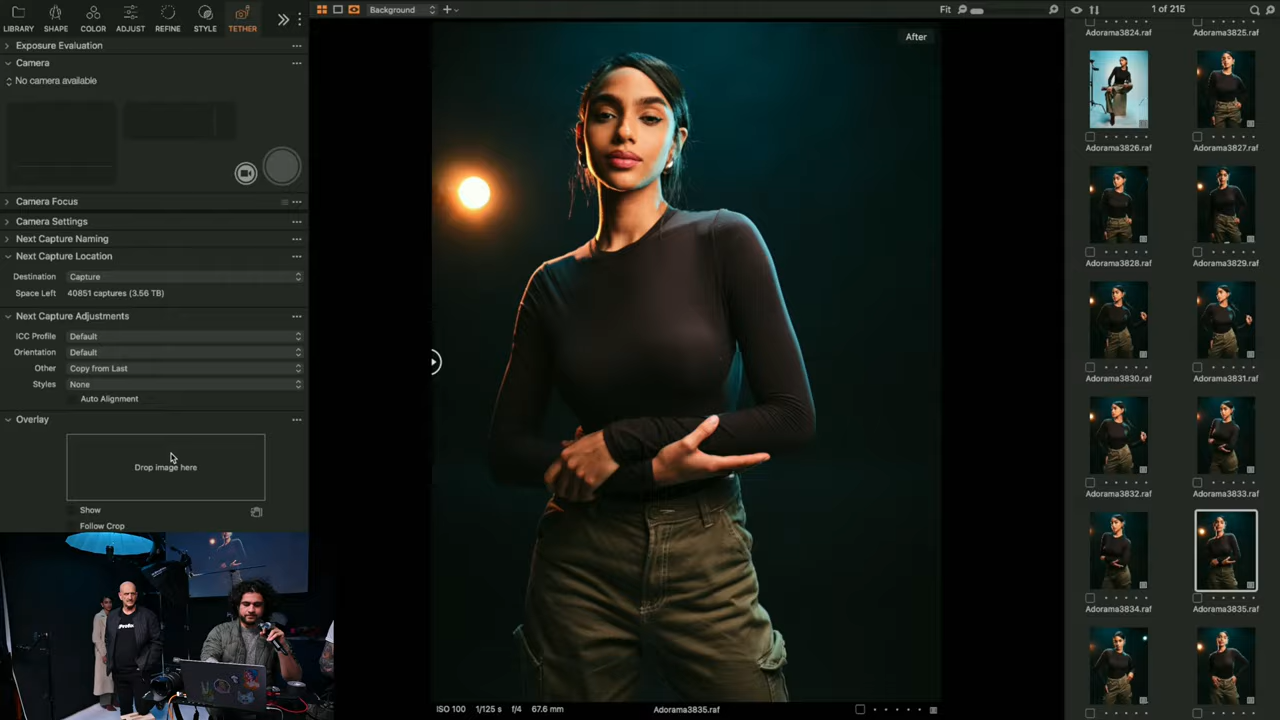 LIBRARY SHAPE COLOR ADJUST REFINE STYLE TETHER
Exposure Evaluation
Camera
No camera available
Camera Focus
Camera Settings
Next Capture Naming
Next Capture Location
Destination Capture
Space Left 40851 captures (3.56 TB)
Next Capture Adjustments
ICC Profile Default
Orientation Default
Other Copy from Last
Styles None
Auto Alignment
Overlay
Drop image here
Show
Follow Crop
Background
Fit
After
ISO 100 1/125 s f/4 67.6 mm Adorama3835.raf
1 of 215
Adorama3824.raf Adorama3825.raf
Adorama3826.raf Adorama3827.raf
Adorama3828.raf Adorama3829.raf
Adorama3830.raf Adorama3831.raf
Adorama3832.raf Adorama3833.raf
Adorama3834.raf Adorama3835.raf